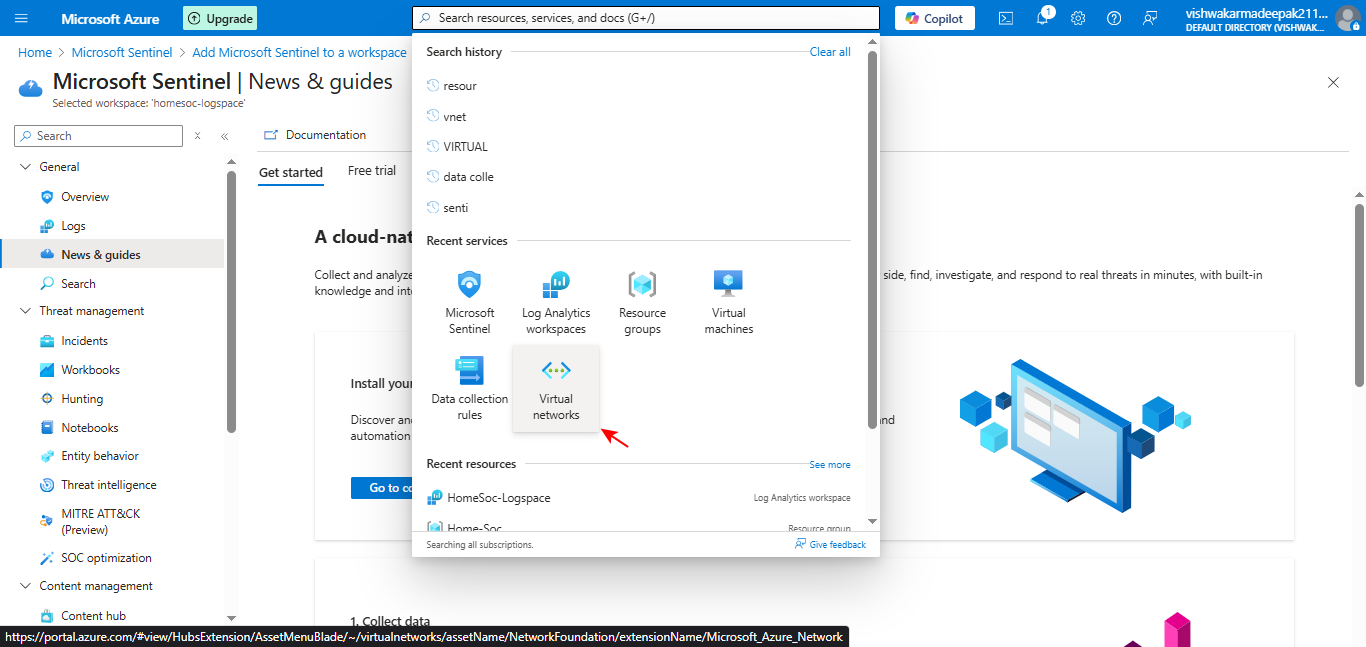 Microsoft Azure
Upgrade
Search resources, services, and docs (G+/)
Copilot
1
vishwakarmadeepak211...
DEFAULT DIRECTORY (VISHWAK...
Home > Microsoft Sentinel > Add Microsoft Sentinel to a workspace
Microsoft Sentinel | News & guides
Selected workspace: 'homesoc-logspace'
Search
General
Overview
Logs
News & guides
Search
Threat management
Incidents
Workbooks
Hunting
Notebooks
Entity behavior
Threat intelligence
MITRE ATT&CK
(Preview)
SOC optimization
Content management
Content hub
Documentation
Get started
Free trial
A cloud-nat
Collect and analyze
side, find, investigate, and respond to real threats in minutes, with built-in
knowledge and inte
Install your
Discover and
and
automation
Go to co
1. Collect data
Search history
Clear all
resour
vnet
VIRTUAL
data colle
senti
Recent services
Microsoft
Sentinel
Log Analytics
workspaces
Resource
groups
Virtual
machines
Data collection
rules
Virtual
networks
Recent resources
See more
HomeSoc-Logspace
Log Analytics workspace
Home-Soc
Resource group
Searching all subscriptions.
Give feedback
https://portal.azure.com/#view/HubsExtension/AssetMenuBlade/~/virtualnetworks/assetName/NetworkFoundation/extensionName/Microsoft_Azure_Network